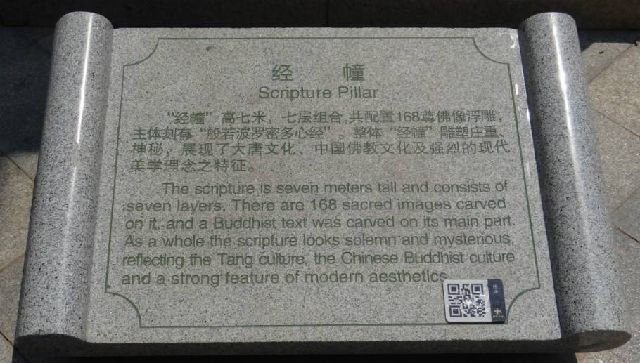 经 幢
Scripture Pillar
“经幢”高七米，七层组合,共配置168尊佛像浮雕，
主体刻有“般若波罗密多心经”。整体“经幢”雕塑庄重、
神秘，展现了大唐文化、中国佛教文化及强烈的现代
美学理念之特征。
The scripture is seven meters tall and consists of
seven layers. There are 168 sacred images carved
on it, and a Buddhist text was carved on its main part.
As a whole the scripture looks solemn and mysterious,
reflecting the Tang culture, the Chinese Buddhist culture
and a strong feature of modern aesthetics.